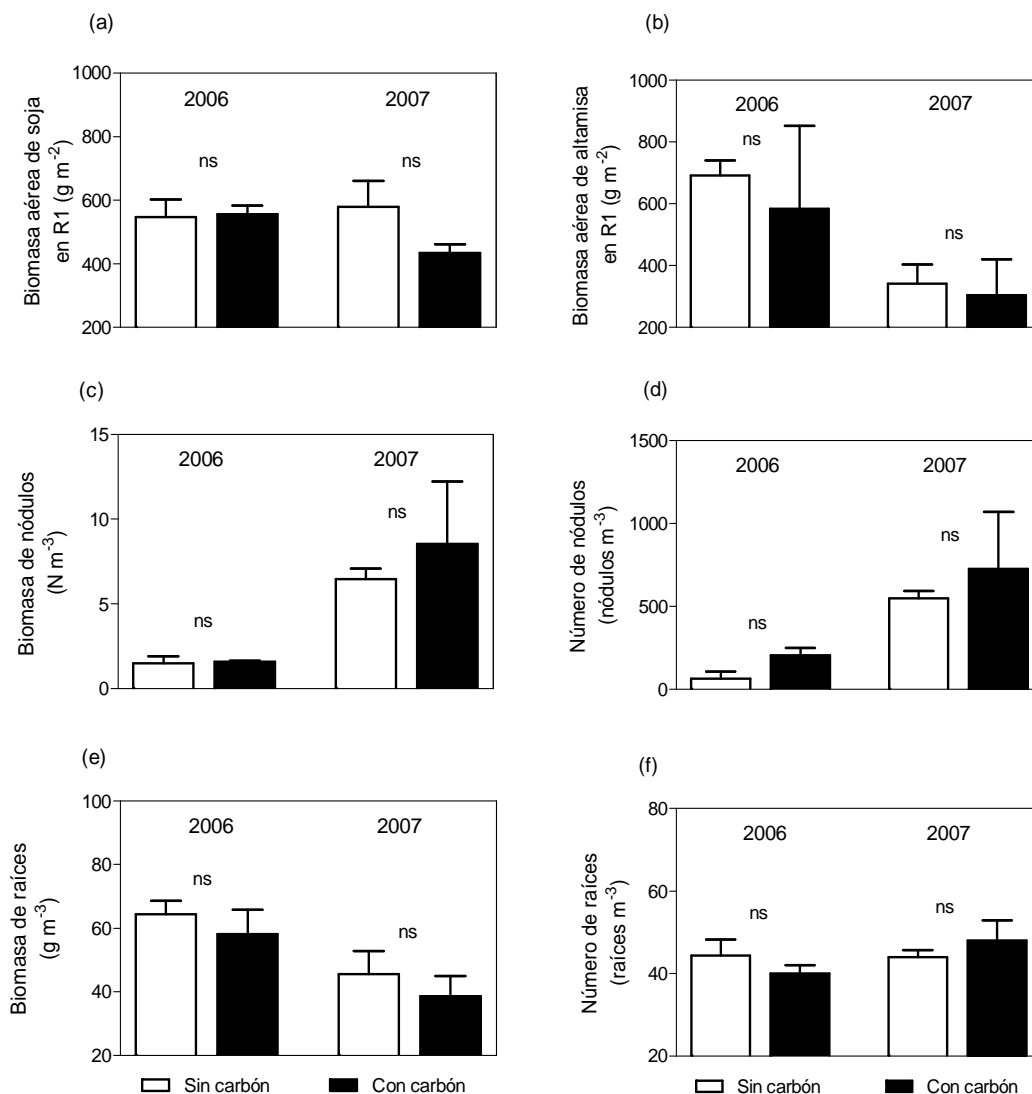 (a)
Biomasa aérea de soja
en R1 (g m-2)
1000
800
600
400
200
2006
2007
ns
ns
(b)
Biomasa aérea de altamisa
en R1 (g m-2)
1000
800
600
400
200
2006
2007
ns
ns
(c)
Biomasa de nódulos
(N m-3)
15
10
5
0
2006
2007
ns
ns
(d)
Número de nódulos
(nódulos m-3)
1500
1000
500
0
2006
2007
ns
ns
(e)
Biomasa de raíces
(g m-3)
100
80
60
40
20
2006
2007
ns
ns
Sin carbón
Con carbón
(f)
Número de raíces
(raíces m-3)
80
60
40
20
2006
2007
ns
ns
Sin carbón
Con carbón